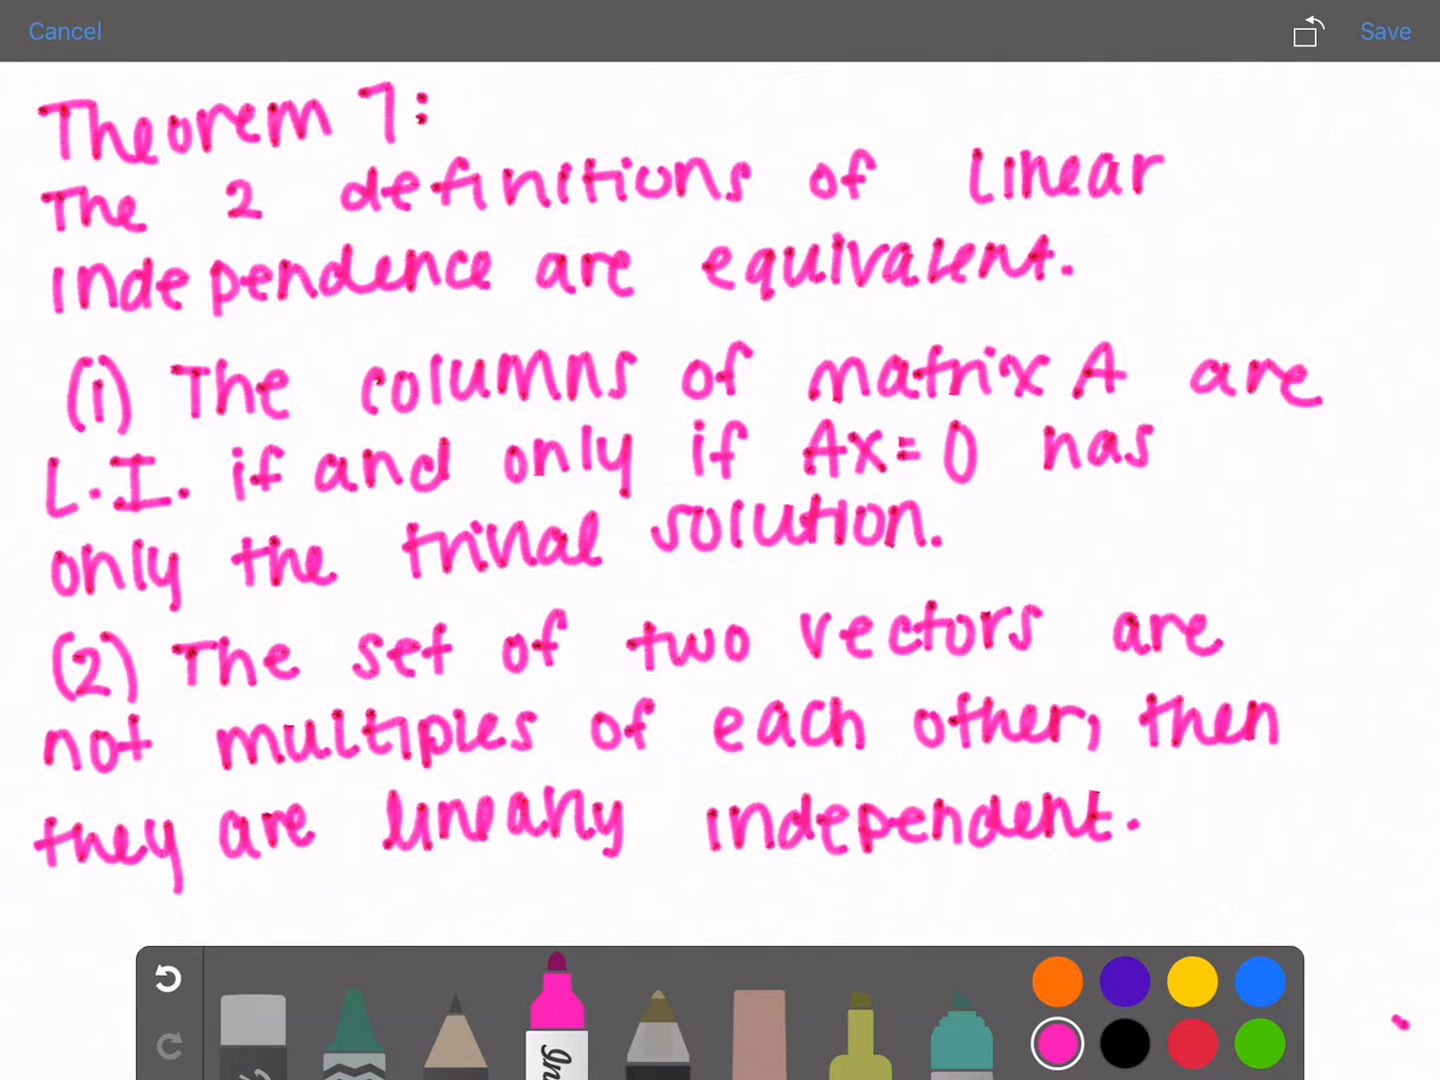 Cancel
Save
Theorem 7:
The 2 definitions of linear
independence are equivalent.
(1) The columns of matrix A are
L.I. if and only if Ax=0 has
only the trivial solution.
(2) The set of two vectors are
not multiples of each other, then
they are linearly independent.